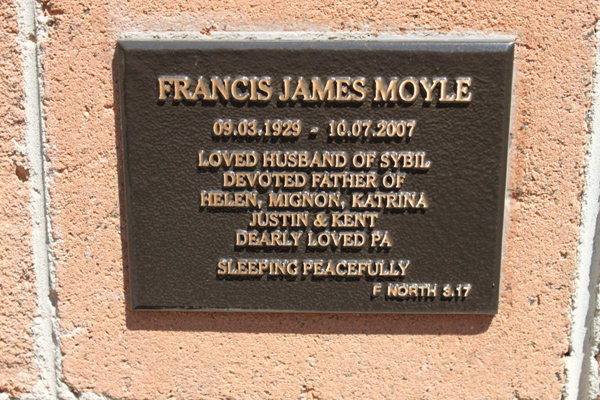 FRANCIS JAMES MOYLE
09.03.1929 - 10.07.2007
LOVED HUSBAND OF SYBIL
DEVOTED FATHER OF
HELEN, MIGNON, KATRINA
JUSTIN & KENT
DEARLY LOVED PA
SLEEPING PEACEFULLY
F NORTH 3.17